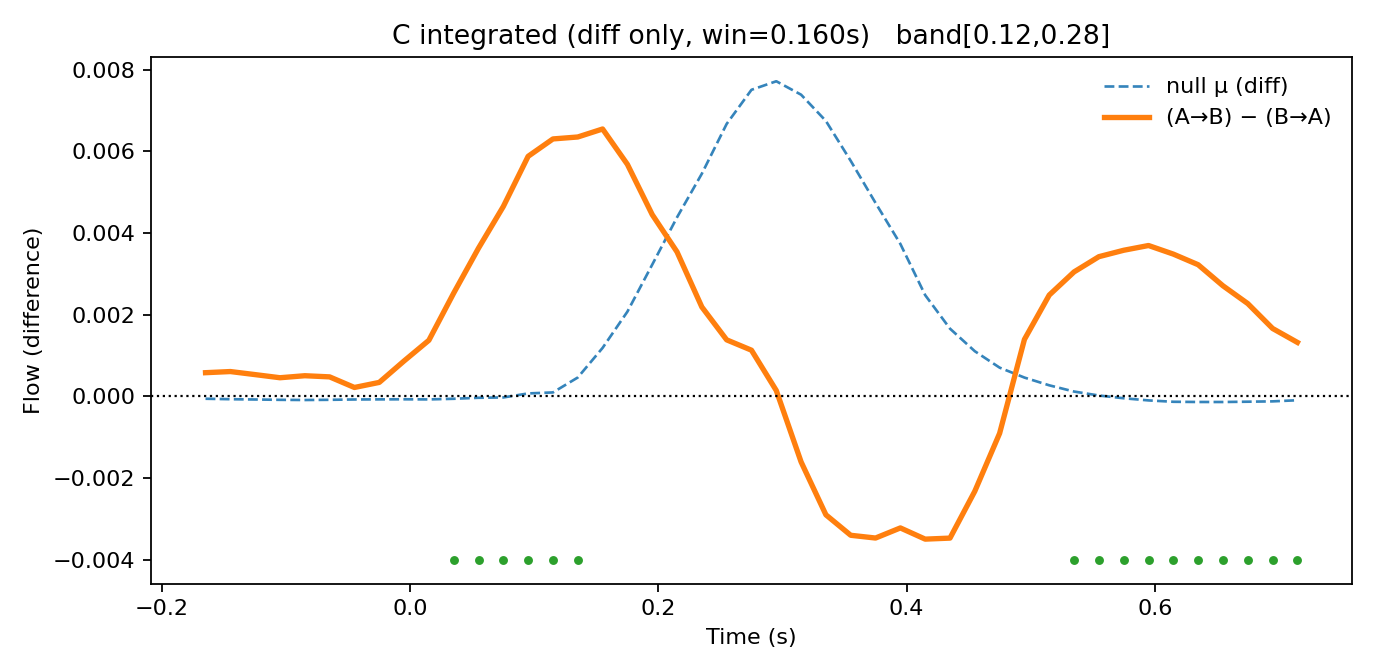 C integrated (diff only, win=0.160s)   band[0.12,0.28]
null μ (diff)
(A→B) − (B→A)
Flow (difference)
0.008
0.006
0.004
0.002
0.000
−0.002
−0.004
−0.2
0.0
0.2
0.4
0.6
Time (s)